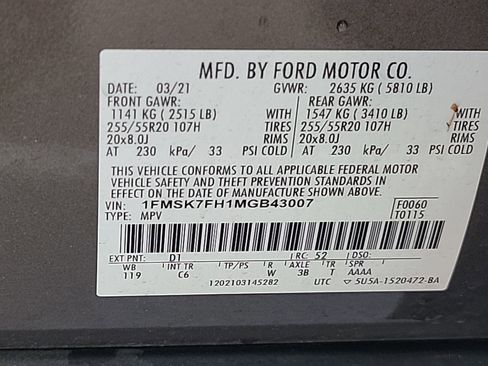 MFD. BY FORD MOTOR CO.
DATE: 03/21 GVWR: 2635 KG ( 5810 LB)
FRONT GAWR: REAR GAWR:
1141 KG ( 2515 LB) WITH 1547 KG ( 3410 LB) WITH
255/55R20 107H TIRES 255/55R20 107H TIRES
20x8.0J RIMS 20x8.0J RIMS
AT 230 kPa/ 33 PSI COLD AT 230 kPa/ 33 PSI COLD
THIS VEHICLE CONFORMS TO ALL APPLICABLE FEDERAL MOTOR
VEHICLE SAFETY AND THEFT PREVENTION STANDARDS IN
EFFECT ON THE DATE OF MANUFACTURE SHOWN ABOVE.
VIN: 1FMSK7FH1MGB43007 F0060
TYPE: MPV T0115
EXT PNT: D1 RC: 52 DSO:
WB INT TR TP/PS R AXLE TR SPR
119 C6 W 3B T AAAA
1202103145282 UTC 5U5A-1520472-BA